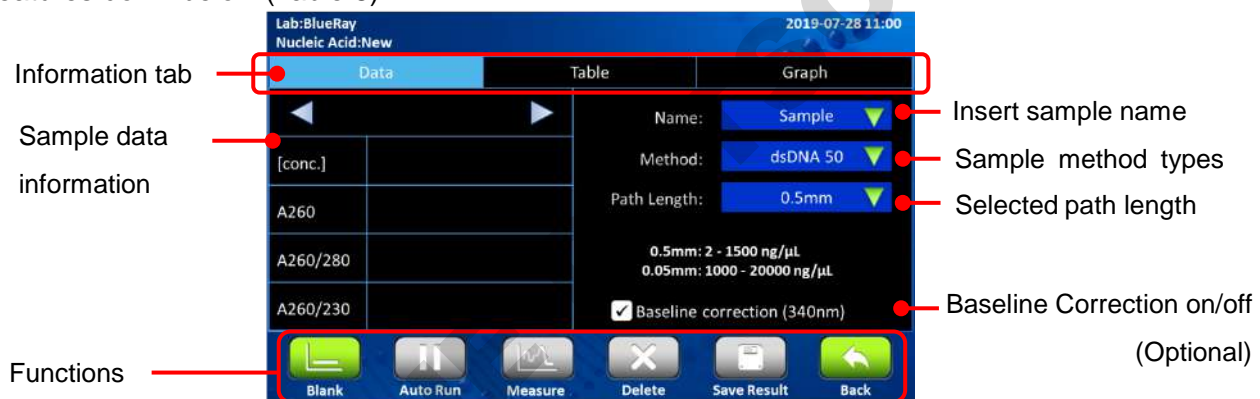 Lab:BlueRay
2019-07-28 11:00
Nucleic Acid:New
Information tab
Data
Table
Graph
Name:
Sample
Insert sample name
Sample data
information
[conc.]
Method:
dsDNA 50
Sample method types
A260
Path Length:
0.5mm
Selected path length
A260/280
0.5mm: 2 - 1500 ng/µL
0.05mm: 1000 - 20000 ng/µL
A260/230
Baseline correction (340nm)
Baseline Correction on/off
(Optional)
Functions
Blank
Auto Run
Measure
Delete
Save Result
Back